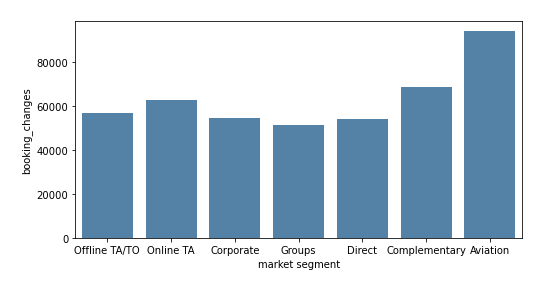 booking_changes
80000
60000
40000
20000
0
Offline TA/TO Online TA Corporate Groups Direct Complementary Aviation
market segment